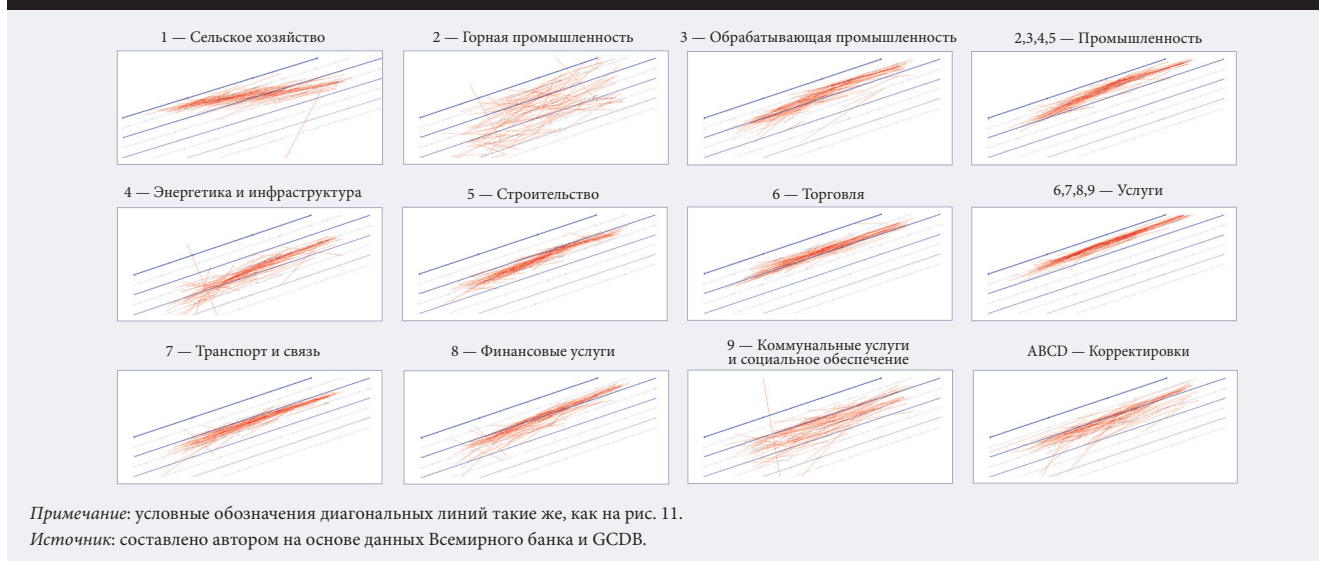 1 — Сельское хозяйство
2 — Горная промышленность
3 — Обрабатывающая промышленность
2,3,4,5 — Промышленность
4 — Энергетика и инфраструктура
5 — Строительство
6 — Торговля
6,7,8,9 — Услуги
7 — Транспорт и связь
8 — Финансовые услуги
9 — Коммунальные услуги
и социальное обеспечение
ABCD — Корректировки
Примечание: условные обозначения диагональных линий такие же, как на рис. 11.
Источник: составлено автором на основе данных Всемирного банка и GCDB.